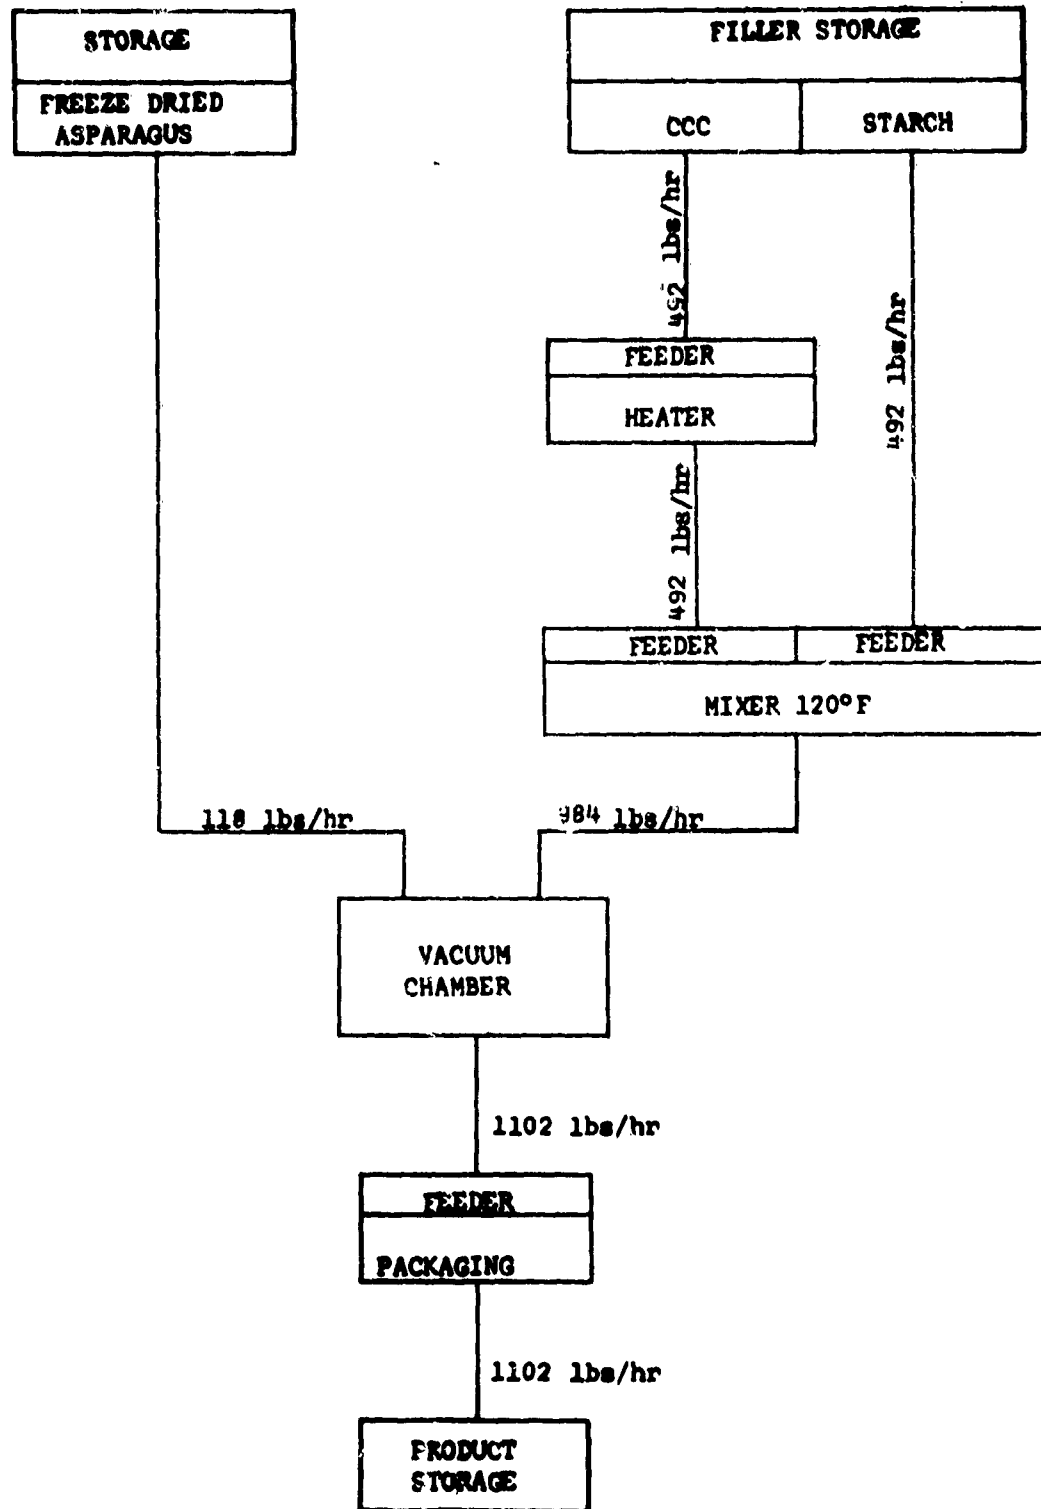 STORAGE
FREEZE DRIED
ASPARAGUS
FILLER STORAGE
CCC
STARCH
492 lbs/hr
492 lbs/hr
FEEDER
HEATER
492 lbs/hr
FEEDER
FEEDER
MIXER 120°F
118 lbs/hr
984 lbs/hr
VACUUM
CHAMBER
1102 lbs/hr
FEEDER
PACKAGING
1102 lbs/hr
PRODUCT
STORAGE